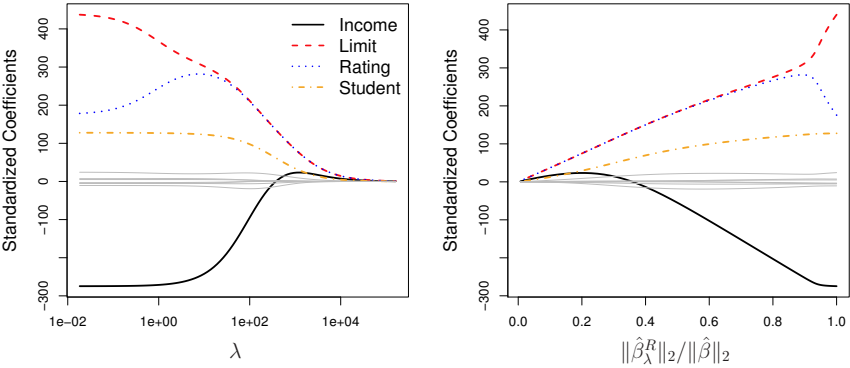 Standardized Coefficients
400
300
200
100
0
-100
-300
1e-02
1e+00
1e+02
1e+04
λ
Income
Limit
Rating
Student
Standardized Coefficients
400
300
200
100
0
-100
-300
0.0
0.2
0.4
0.6
0.8
1.0
‖β̂λᴿ‖₂/‖β̂‖₂